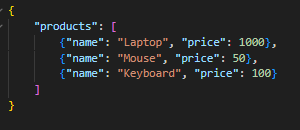 {
    "products": [
        {"name": "Laptop", "price": 1000},
        {"name": "Mouse", "price": 50},
        {"name": "Keyboard", "price": 100}
    ]
}